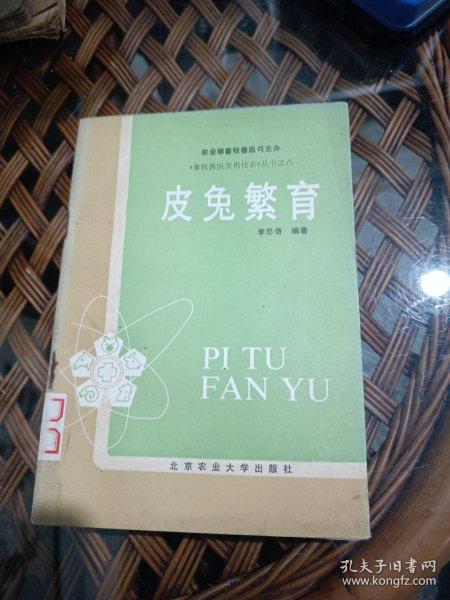 农业部畜牧兽医司主办
《畜牧兽医实用技术》丛书之八
皮兔繁育
李思奇 编著
PI TU
FAN YU
北京农业大学出版社
孔夫子旧书网
www.kongfz.com